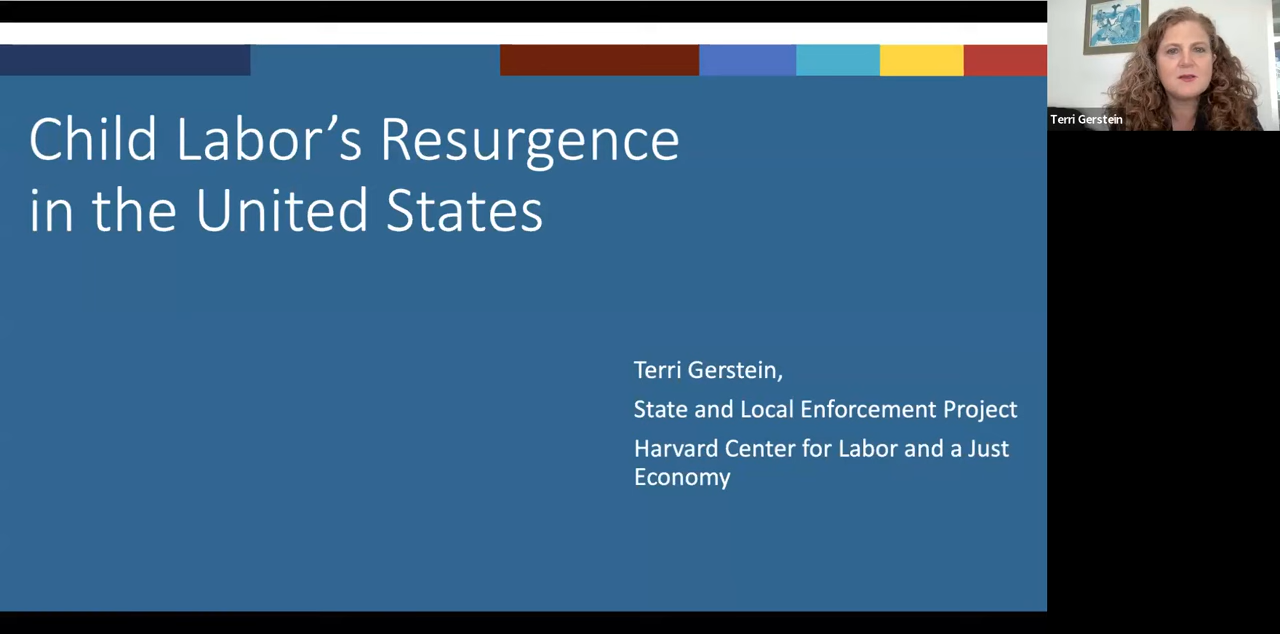 Child Labor’s Resurgence
in the United States
Terri Gerstein,
State and Local Enforcement Project
Harvard Center for Labor and a Just
Economy
Terri Gerstein